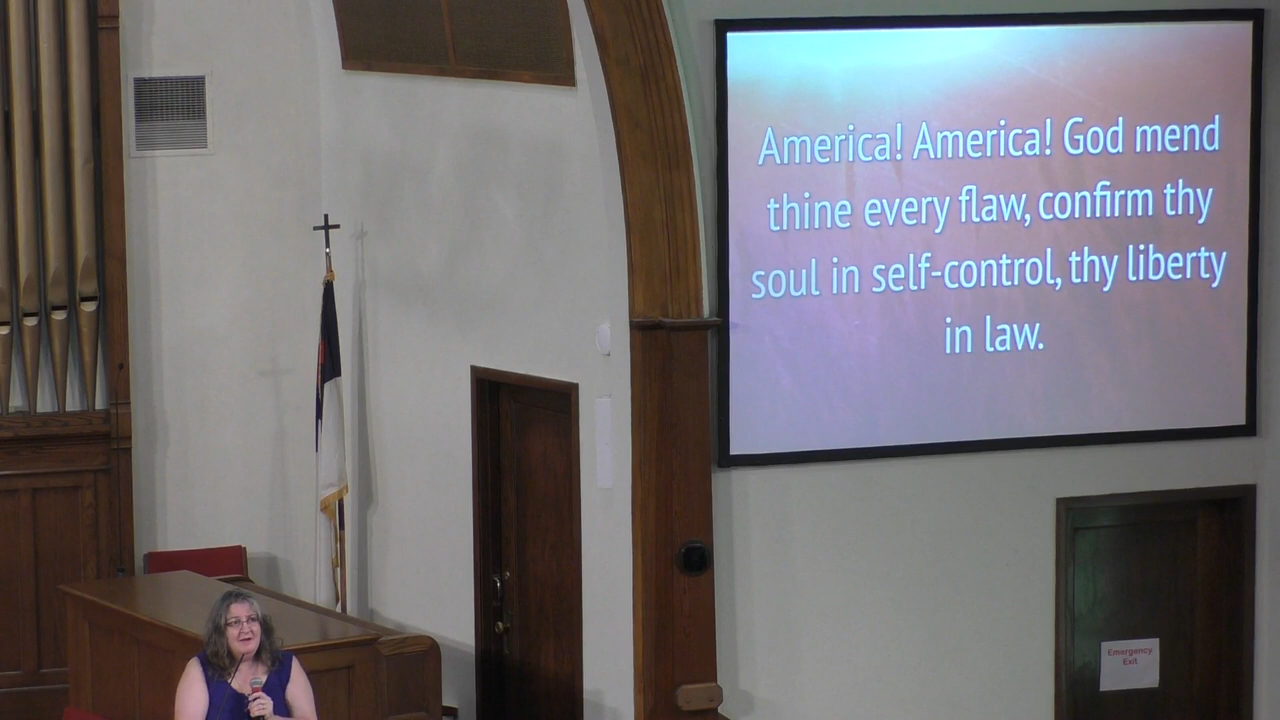 America! America! God mend
thine every flaw, confirm thy
soul in self-control, thy liberty
in law.
Emergency
Exit